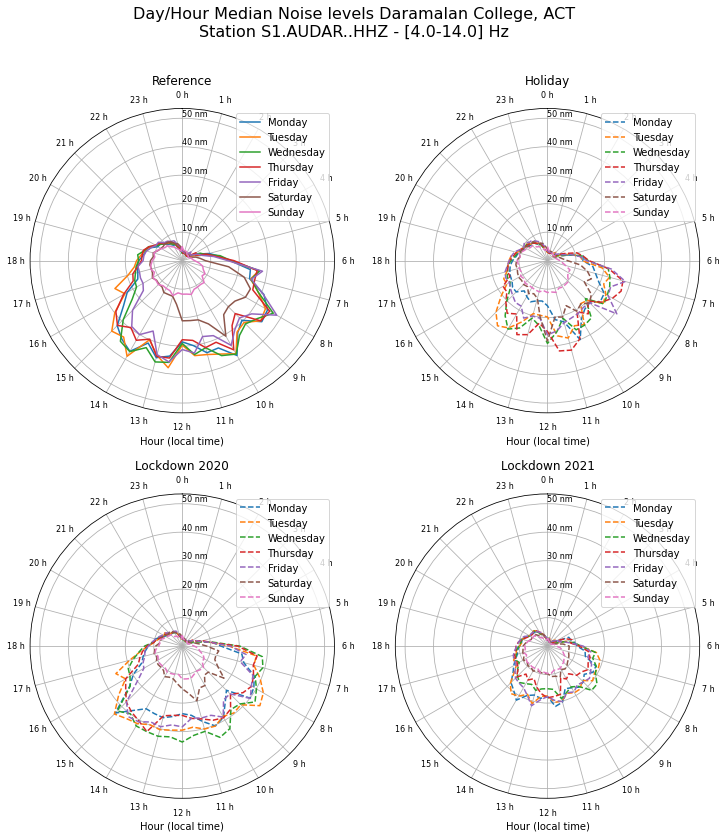 Day/Hour Median Noise levels Daramalan College, ACT
Station S1.AUDAR..HHZ - [4.0-14.0] Hz
Reference
0 h
23 h
1 h
22 h
21 h
20 h
19 h
18 h
17 h
16 h
15 h
14 h
13 h
12 h
11 h
10 h
9 h
8 h
7 h
6 h
5 h
50 nm
40 nm
30 nm
20 nm
10 nm
Monday
Tuesday
Wednesday
Thursday
Friday
Saturday
Sunday
Hour (local time)
Holiday
0 h
23 h
1 h
22 h
21 h
20 h
19 h
18 h
17 h
16 h
15 h
14 h
13 h
12 h
11 h
10 h
9 h
8 h
7 h
6 h
5 h
4 h
50 nm
40 nm
30 nm
20 nm
10 nm
Monday
Tuesday
Wednesday
Thursday
Friday
Saturday
Sunday
Hour (local time)
Lockdown 2020
0 h
23 h
1 h
22 h
21 h
20 h
19 h
18 h
17 h
16 h
15 h
14 h
13 h
12 h
11 h
10 h
9 h
8 h
7 h
6 h
5 h
50 nm
40 nm
30 nm
20 nm
10 nm
Monday
Tuesday
Wednesday
Thursday
Friday
Saturday
Sunday
Hour (local time)
Lockdown 2021
0 h
23 h
1 h
22 h
21 h
20 h
19 h
18 h
17 h
16 h
15 h
14 h
13 h
12 h
11 h
10 h
9 h
8 h
7 h
6 h
5 h
4 h
50 nm
40 nm
30 nm
20 nm
10 nm
Monday
Tuesday
Wednesday
Thursday
Friday
Saturday
Sunday
Hour (local time)